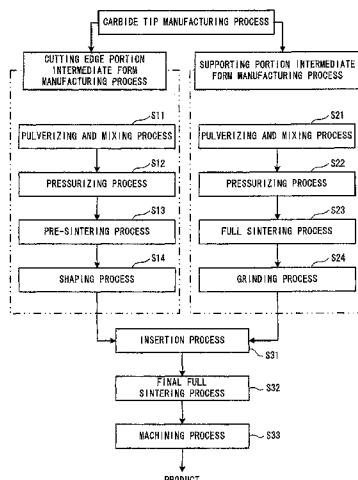 CARBIDE TIP MANUFACTURING PROCESS
CUTTING EDGE PORTION
INTERMEDIATE FORM
MANUFACTURING PROCESS
S11
PULVERIZING AND MIXING PROCESS
S12
PRESSURIZING PROCESS
S13
PRE-SINTERING PROCESS
S14
SHAPING PROCESS
SUPPORTING PORTION INTERMEDIATE
FORM MANUFACTURING PROCESS
S21
PULVERIZING AND MIXING PROCESS
S22
PRESSURIZING PROCESS
S23
FULL SINTERING PROCESS
S24
GRINDING PROCESS
INSERTION PROCESS
S31
FINAL FULL
SINTERING PROCESS
S32
MACHINING PROCESS
S33
PRODUCT